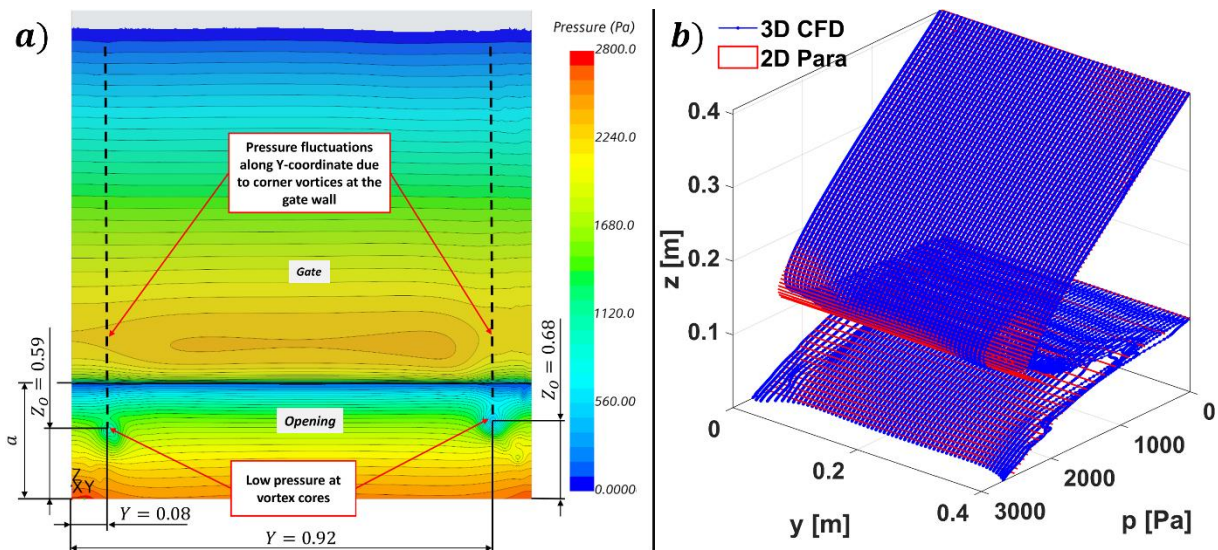 a)
Pressure (Pa)
2800.0
2240.0
1680.0
1120.0
560.00
0.0000
Pressure fluctuations
along Y-coordinate due
to corner vortices at the
gate wall
Gate
Z_O = 0.59
Z_O = 0.68
a
Opening
Low pressure at
vortex cores
Z
XY
Y = 0.08
Y = 0.92
b)
3D CFD
2D Para
0.4
0.3
0.2
0.1
z [m]
0
0.2
0.4
y [m]
3000
2000
1000
0
p [Pa]